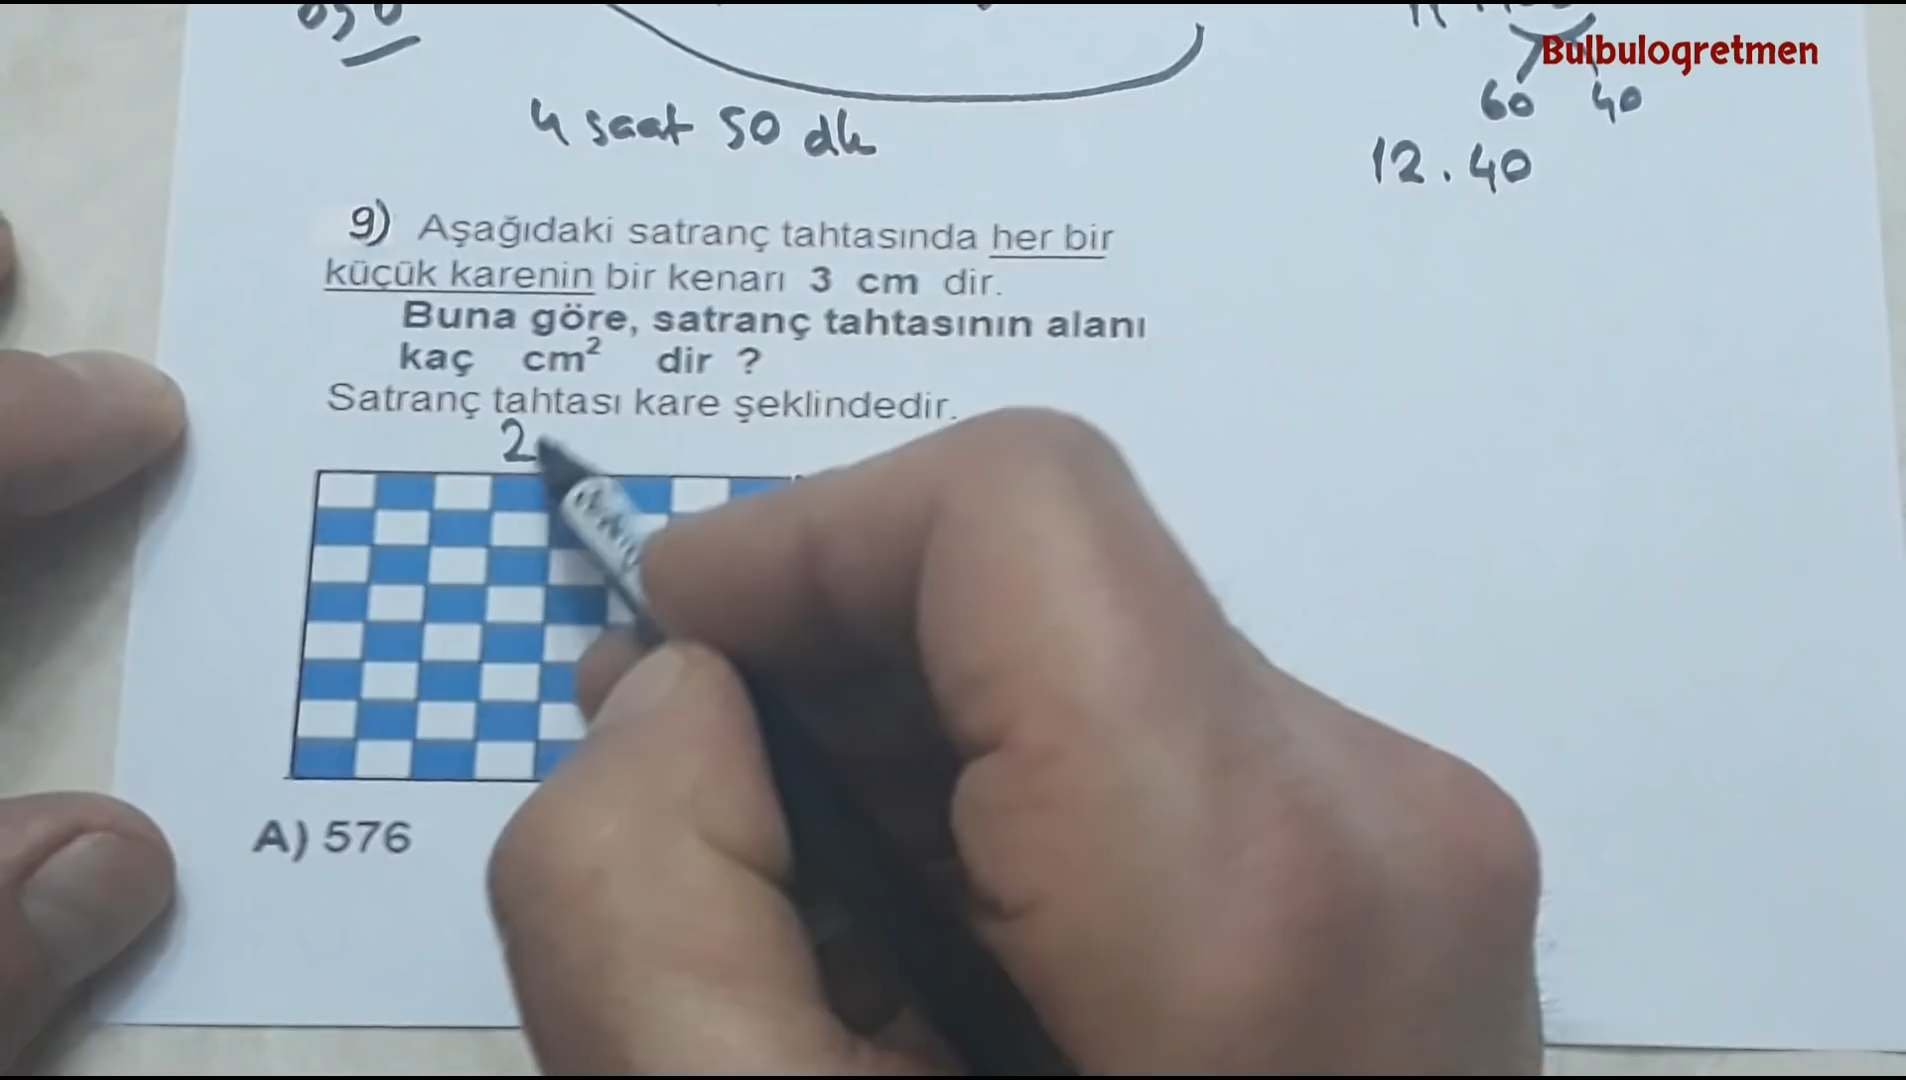 Bulbulogretmen
60 40
4 saat 50 dk
12.40
9) Aşağıdaki satranç tahtasında her bir
küçük karenin bir kenarı 3 cm dir.
Buna göre, satranç tahtasının alanı
kaç cm² dir ?
Satranç tahtası kare şeklindedir.
2
A) 576